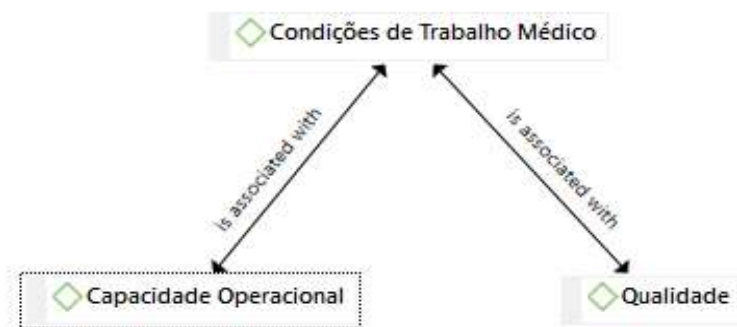 Condições de Trabalho Médico
is associated with
is associated with
Capacidade Operacional
Qualidade